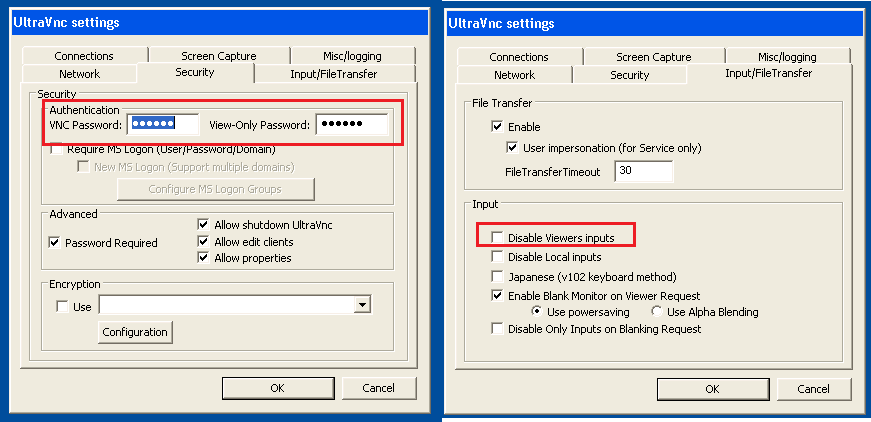 UltraVnc settings
Connections Screen Capture Misc/logging
Network Security Input/FileTransfer
Security
Authentication
VNC Password: ●●●●●● View-Only Password: ●●●●●●
Require MS Logon (User/Password/Domain)
New MS Logon (Support multiple domains)
Configure MS Logon Groups
Advanced
Password Required
Allow shutdown UltraVnc
Allow edit clients
Allow properties
Encryption
Use
Configuration
OK Cancel
UltraVnc settings
Connections Screen Capture Misc/logging
Network Security Input/FileTransfer
File Transfer
Enable
User impersonation (for Service only)
FileTransferTimeout 30
Input
Disable Viewers inputs
Disable Local inputs
Japanese (v102 keyboard method)
Enable Blank Monitor on Viewer Request
Use powersaving Use Alpha Blending
Disable Only Inputs on Blanking Request
OK Cancel